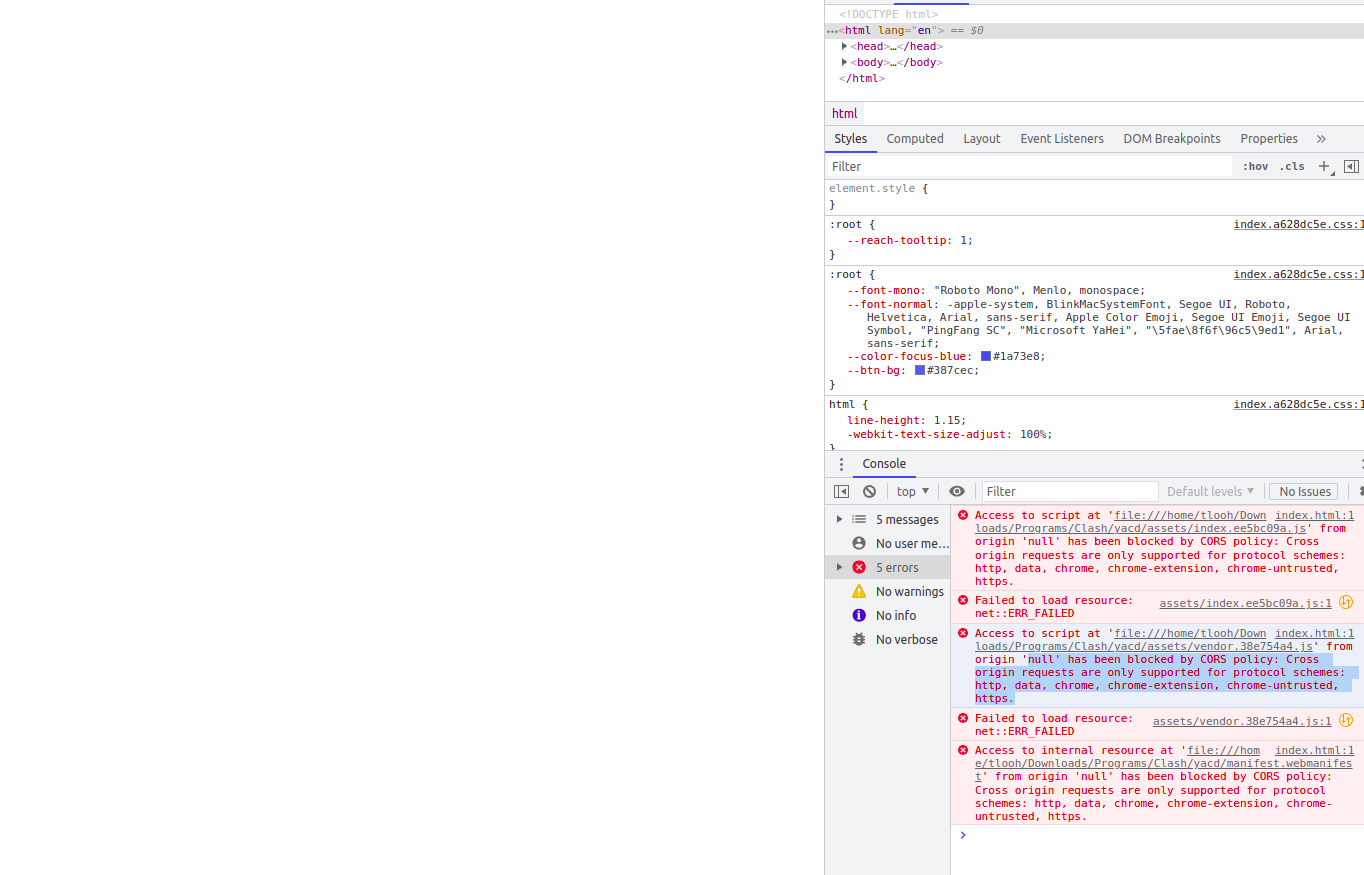 <!DOCTYPE html>
…<html lang="en"> == $0
<head>…</head>
<body>…</body>
</html>
html
Styles Computed Layout Event Listeners DOM Breakpoints Properties »
Filter :hov .cls +
element.style {
}
:root { index.a628dc5e.css:1
--reach-tooltip: 1;
}
:root { index.a628dc5e.css:1
--font-mono: "Roboto Mono", Menlo, monospace;
--font-normal: -apple-system, BlinkMacSystemFont, Segoe UI, Roboto,
Helvetica, Arial, sans-serif, Apple Color Emoji, Segoe UI Emoji, Segoe UI
Symbol, "PingFang SC", "Microsoft YaHei", "\5fae\8f6f\96c5\9ed1", Arial,
sans-serif;
--color-focus-blue: #1a73e8;
--btn-bg: #387cec;
}
html { index.a628dc5e.css:1
line-height: 1.15;
-webkit-text-size-adjust: 100%;
}
Console
top Filter Default levels No Issues
5 messages
No user me…
5 errors
No warnings
No info
No verbose
Access to script at 'file:///home/tlooh/Down index.html:1
loads/Programs/Clash/yacd/assets/index.ee5bc09a.js' from
origin 'null' has been blocked by CORS policy: Cross
origin requests are only supported for protocol schemes:
http, data, chrome, chrome-extension, chrome-untrusted,
https.
Failed to load resource: assets/index.ee5bc09a.js:1
net::ERR_FAILED
Access to script at 'file:///home/tlooh/Down index.html:1
loads/Programs/Clash/yacd/assets/vendor.38e754a4.js' from
origin 'null' has been blocked by CORS policy: Cross
origin requests are only supported for protocol schemes:
http, data, chrome, chrome-extension, chrome-untrusted,
https.
Failed to load resource: assets/vendor.38e754a4.js:1
net::ERR_FAILED
Access to internal resource at 'file:///hom index.html:1
e/tlooh/Downloads/Programs/Clash/yacd/manifest.webmanifes
t' from origin 'null' has been blocked by CORS policy:
Cross origin requests are only supported for protocol
schemes: http, data, chrome, chrome-extension, chrome-
untrusted, https.